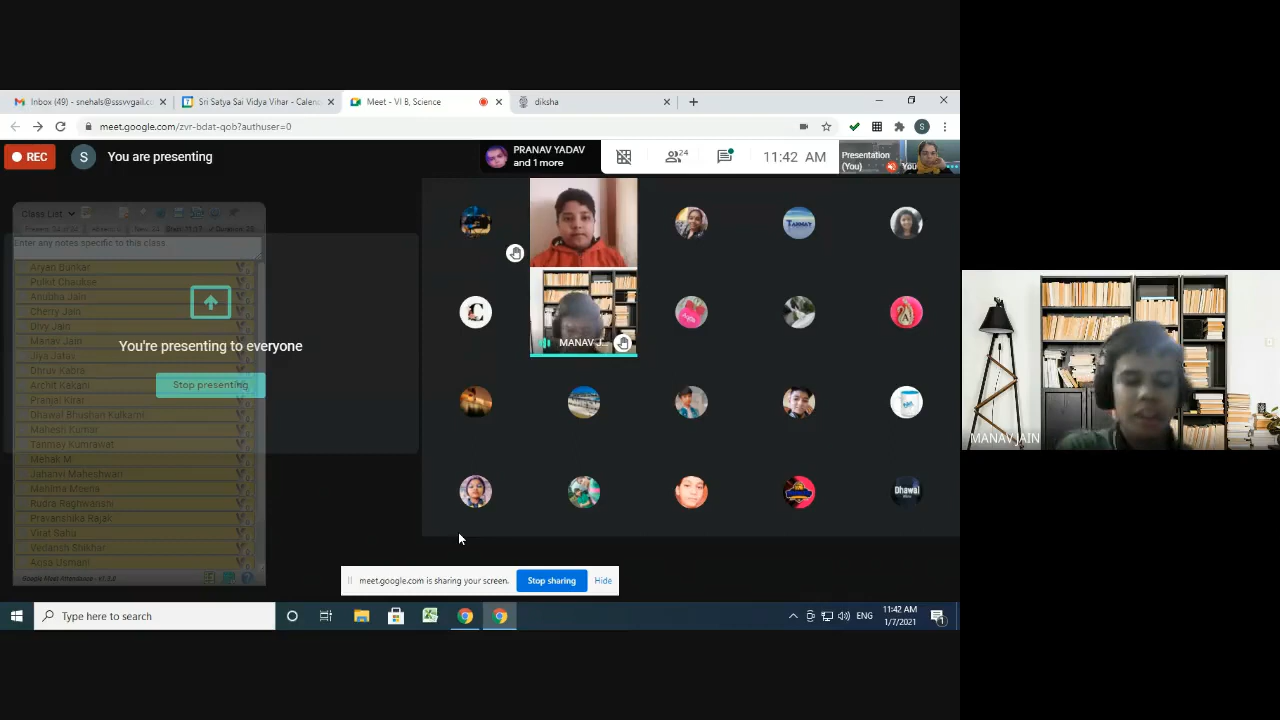 Inbox (49) - snehals@sssvvgail.c
Sri Satya Sai Vidya Vihar - Calen
Meet - VI B, Science
diksha
meet.google.com/zvr-bdat-qob?authuser=0
S
REC
S
You are presenting
PRANAV YADAV
and 1 more
24
11:42 AM
Presentation
(You)
You
Class List
Enter any notes specific to this class
Aryan Bunkar
Pulkit Chaukse
Anubha Jain
Cherry Jain
Divy Jain
Manav Jain
Jiya Jatav
Dhruv Kabra
Archit Kakani
Pranjal Kirar
Dhawal Bhushan Kulkarni
Mahesh Kumar
Tanmay Kumrawat
Mehak M
Jahanvi Maheshwari
Mahima Meena
Rudra Raghwanshi
Pravanshika Rajak
Virat Sahu
Vedansh Shikhar
Aqsa Usmani
Google Meet Attendance
You're presenting to everyone
Stop presenting
TANMAY
C
MANAV J...
Dhawal
MANAV JAIN
meet.google.com is sharing your screen.
Stop sharing
Hide
Type here to search
ENG
11:42 AM
1/7/2021
1